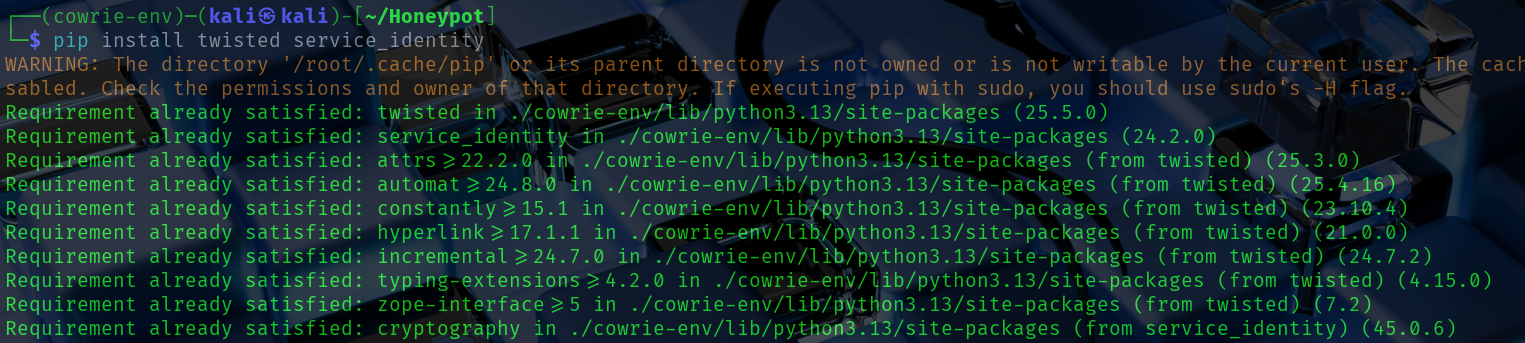 ┌──(cowrie-env)─(kali㉿kali)-[~/Honeypot]
└─$ pip install twisted service_identity
WARNING: The directory '/root/.cache/pip' or its parent directory is not owned or is not writable by the current user. The cach
sabled. Check the permissions and owner of that directory. If executing pip with sudo, you should use sudo's -H flag.
Requirement already satisfied: twisted in ./cowrie-env/lib/python3.13/site-packages (25.5.0)
Requirement already satisfied: service_identity in ./cowrie-env/lib/python3.13/site-packages (24.2.0)
Requirement already satisfied: attrs>=22.2.0 in ./cowrie-env/lib/python3.13/site-packages (from twisted) (25.3.0)
Requirement already satisfied: automat>=24.8.0 in ./cowrie-env/lib/python3.13/site-packages (from twisted) (25.4.16)
Requirement already satisfied: constantly>=15.1 in ./cowrie-env/lib/python3.13/site-packages (from twisted) (23.10.4)
Requirement already satisfied: hyperlink>=17.1.1 in ./cowrie-env/lib/python3.13/site-packages (from twisted) (21.0.0)
Requirement already satisfied: incremental>=24.7.0 in ./cowrie-env/lib/python3.13/site-packages (from twisted) (24.7.2)
Requirement already satisfied: typing-extensions>=4.2.0 in ./cowrie-env/lib/python3.13/site-packages (from twisted) (4.15.0)
Requirement already satisfied: zope-interface>=5 in ./cowrie-env/lib/python3.13/site-packages (from twisted) (7.2)
Requirement already satisfied: cryptography in ./cowrie-env/lib/python3.13/site-packages (from service_identity) (45.0.6)